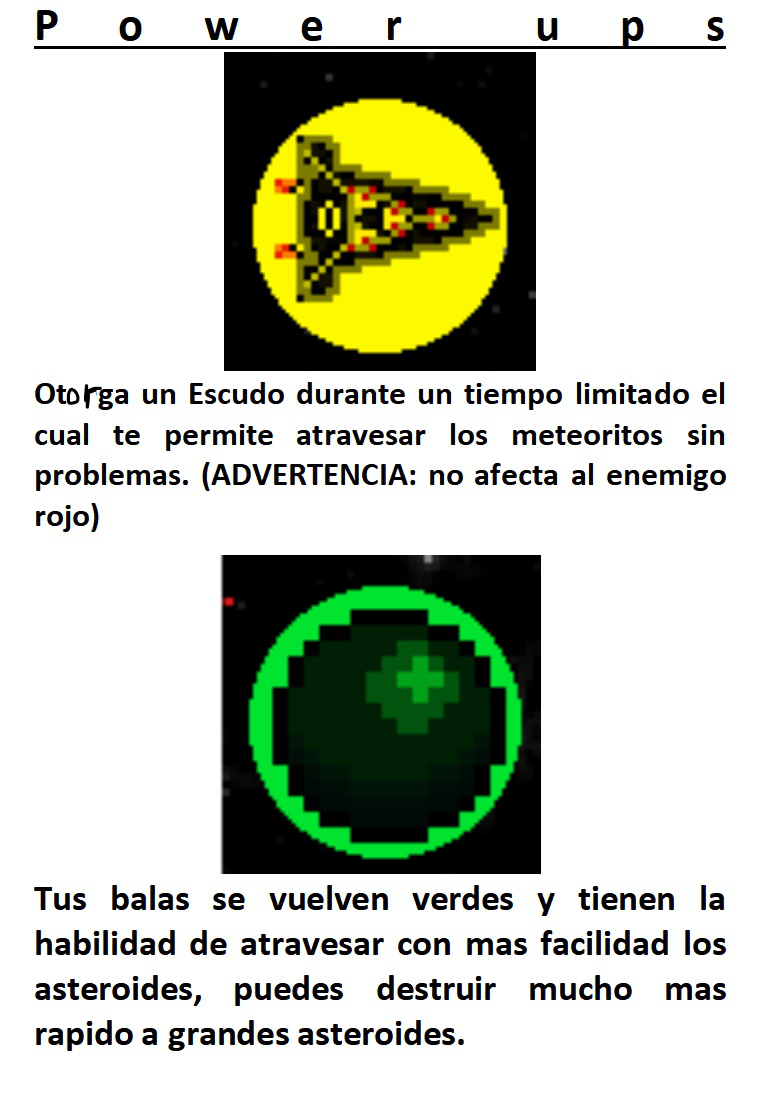 Power ups
Otorga un Escudo durante un tiempo limitado el
cual te permite atravesar los meteoritos sin
problemas. (ADVERTENCIA: no afecta al enemigo
rojo)
Tus balas se vuelven verdes y tienen la
habilidad de atravesar con mas facilidad los
asteroides, puedes destruir mucho mas
rapido a grandes asteroides.